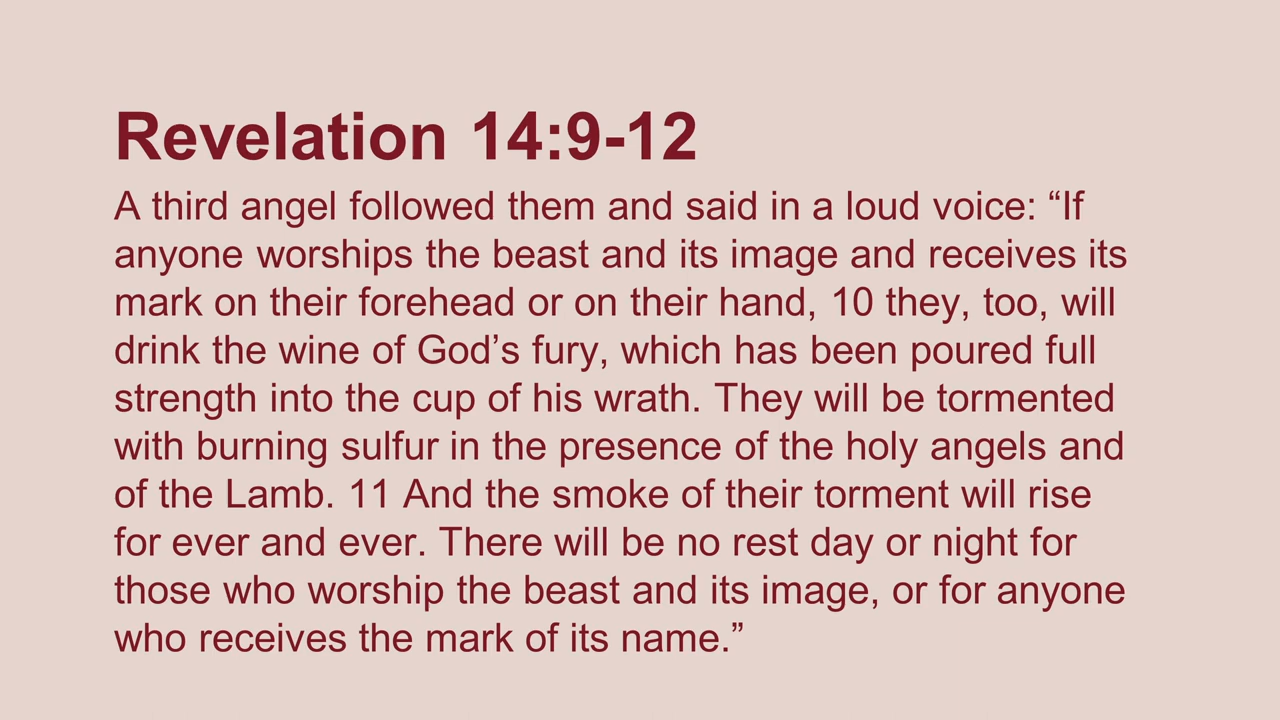 Revelation 14:9-12
A third angel followed them and said in a loud voice: “If
anyone worships the beast and its image and receives its
mark on their forehead or on their hand, 10 they, too, will
drink the wine of God’s fury, which has been poured full
strength into the cup of his wrath. They will be tormented
with burning sulfur in the presence of the holy angels and
of the Lamb. 11 And the smoke of their torment will rise
for ever and ever. There will be no rest day or night for
those who worship the beast and its image, or for anyone
who receives the mark of its name.”